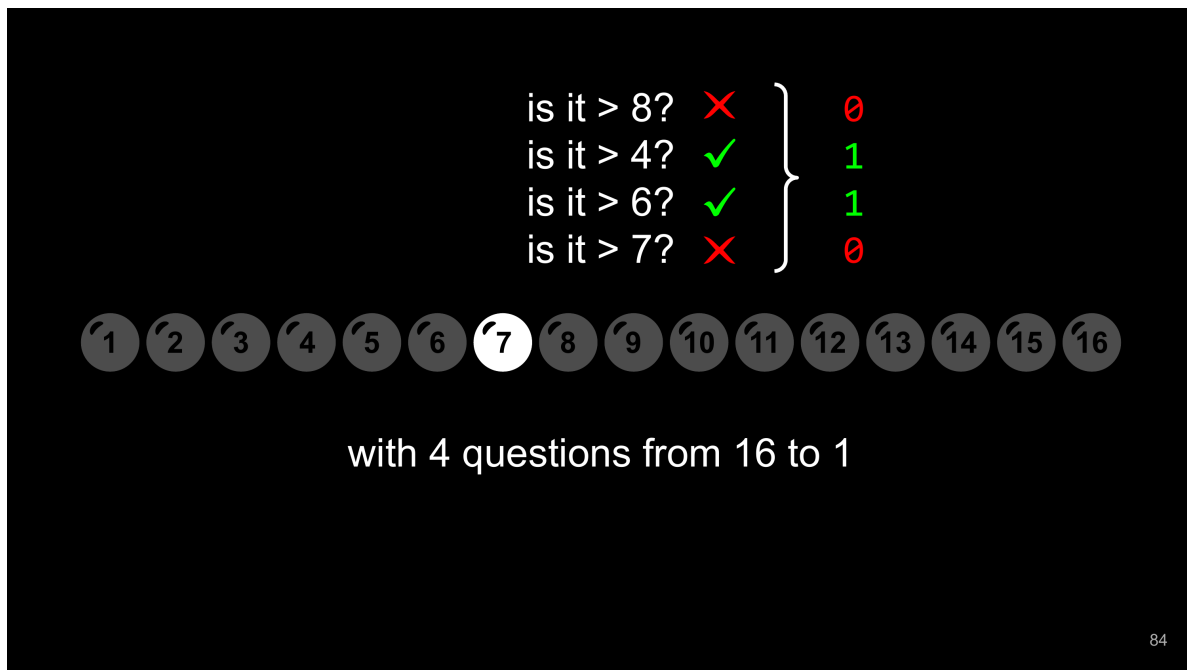 is it > 8? ✗ 0
is it > 4? ✓ 1
is it > 6? ✓ 1
is it > 7? ✗ 0
1 2 3 4 5 6 7 8 9 10 11 12 13 14 15 16
with 4 questions from 16 to 1
84